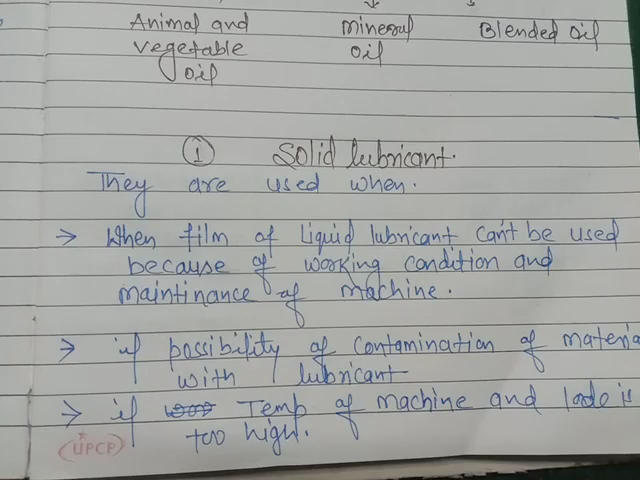 Animal and mineral Blended oil
vegetable oil
oil
① Solid lubricant.
They are used when.
→ When film of liquid lubricant can't be used
because of working condition and
maintinance of machine.
→ if possibility of contamination of materia
with lubricant
→ if Temp of machine and lode is
too high.
UPCP